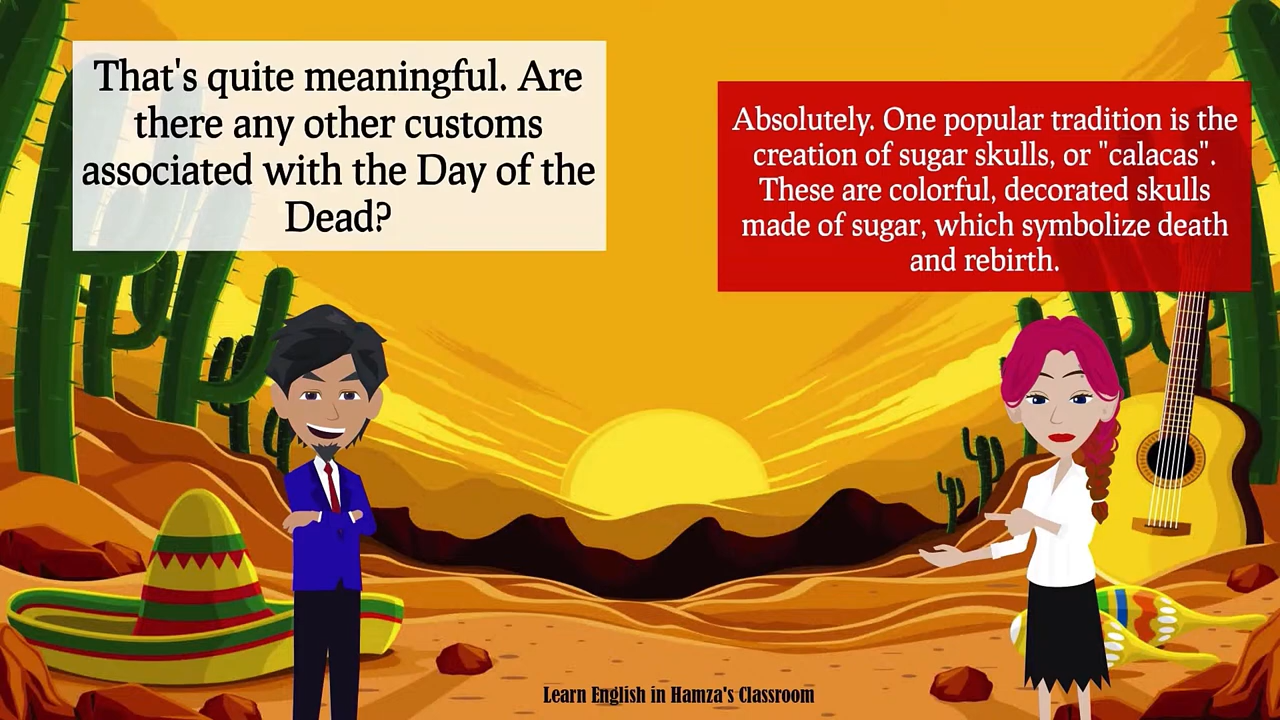 That's quite meaningful. Are
there any other customs
associated with the Day of the
Dead?
Absolutely. One popular tradition is the
creation of sugar skulls, or "calacas".
These are colorful, decorated skulls
made of sugar, which symbolize death
and rebirth.
Learn English in Hamza's Classroom